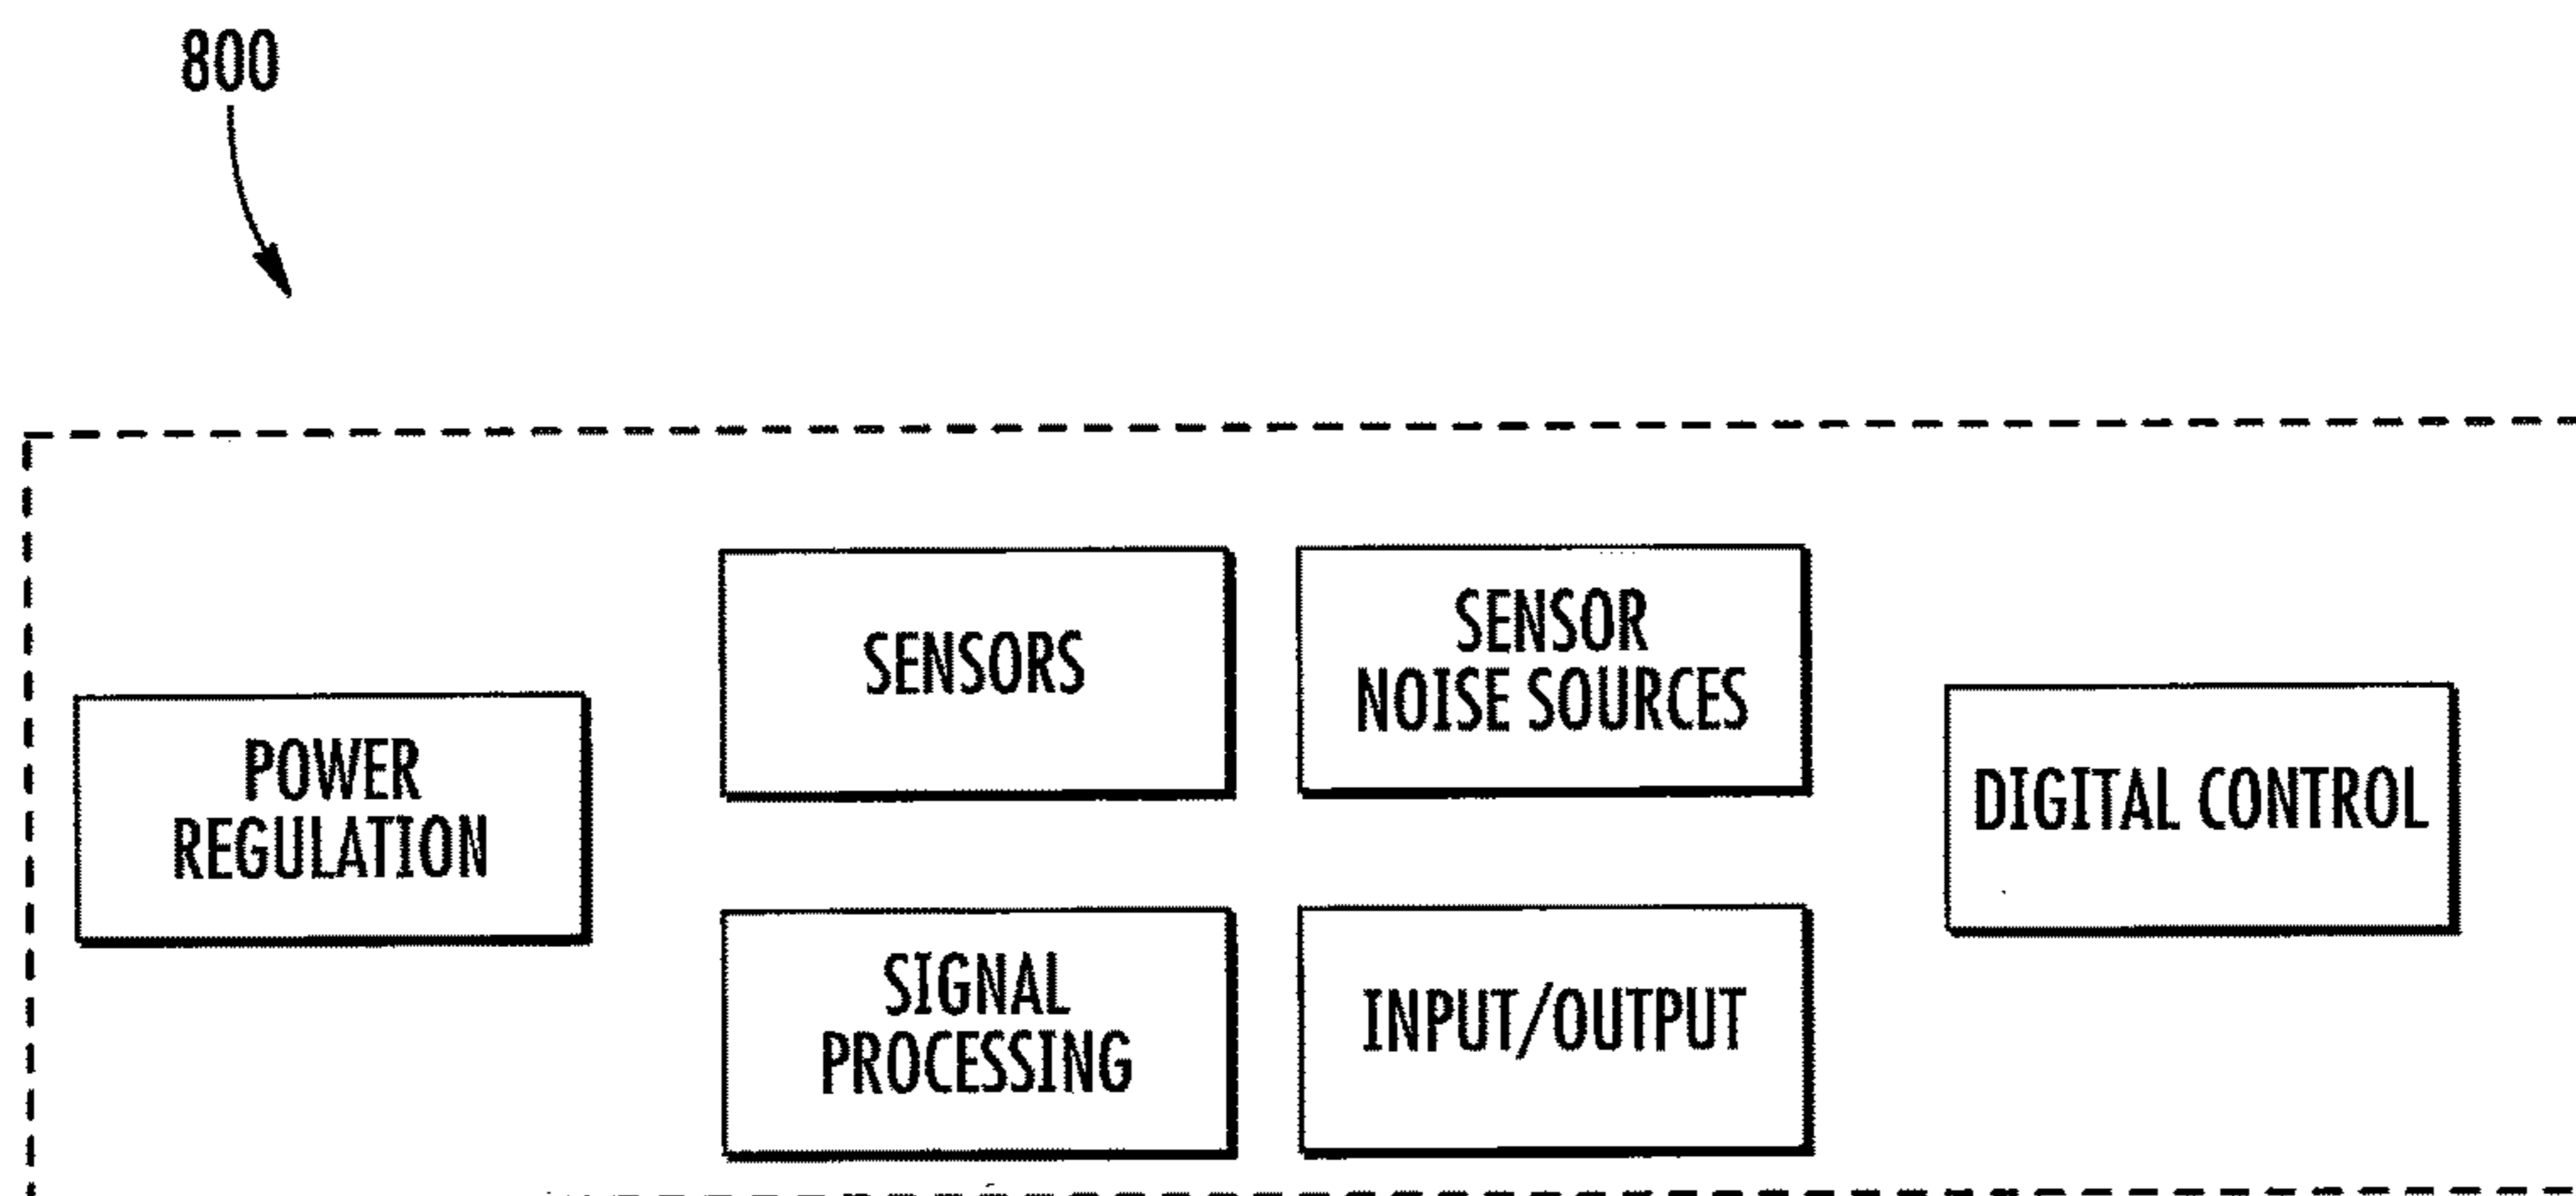 800
SENSORS
SENSOR
NOISE SOURCES
POWER
REGULATION
DIGITAL CONTROL
SIGNAL
PROCESSING
INPUT/OUTPUT